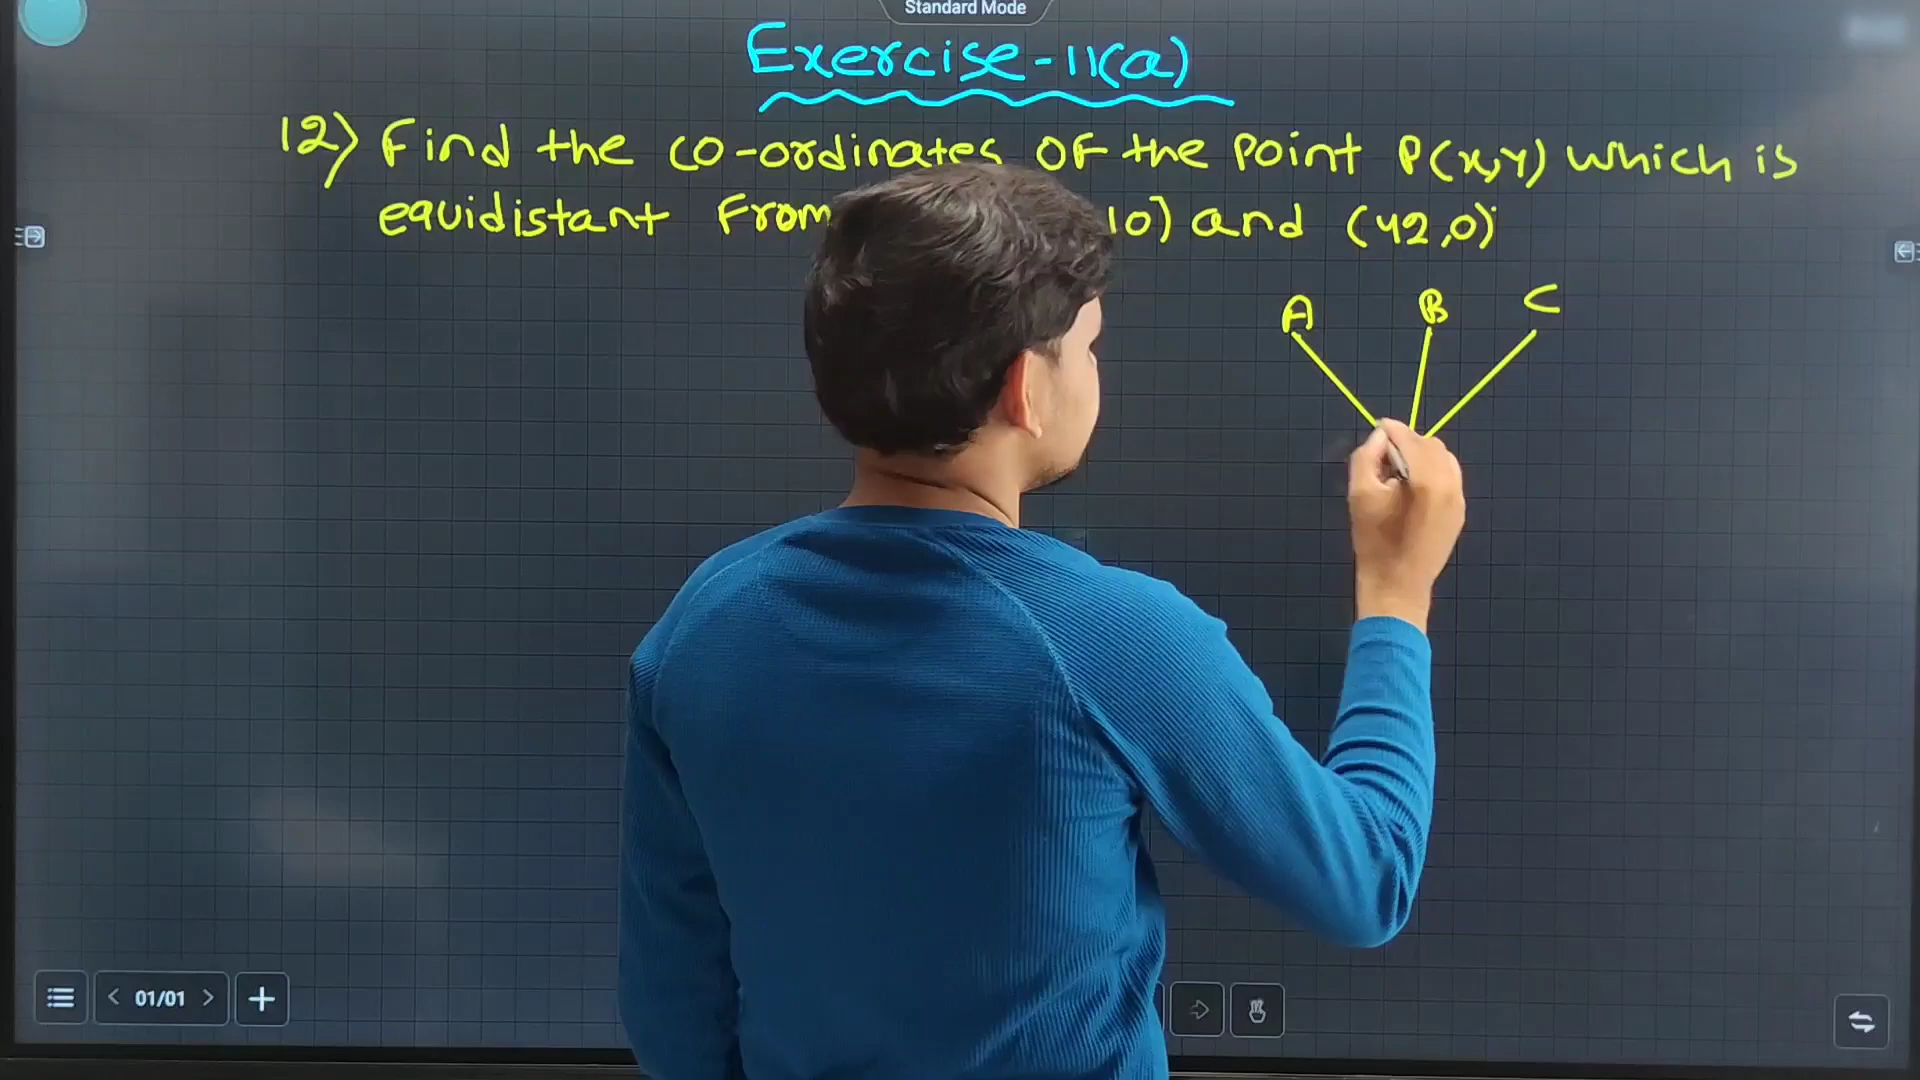 Standard Mode
Exercise-11(a)
12) Find the co-ordinates of the point P(x,y) which is
equidistant From 10) and (42,0)
A B C
01/01